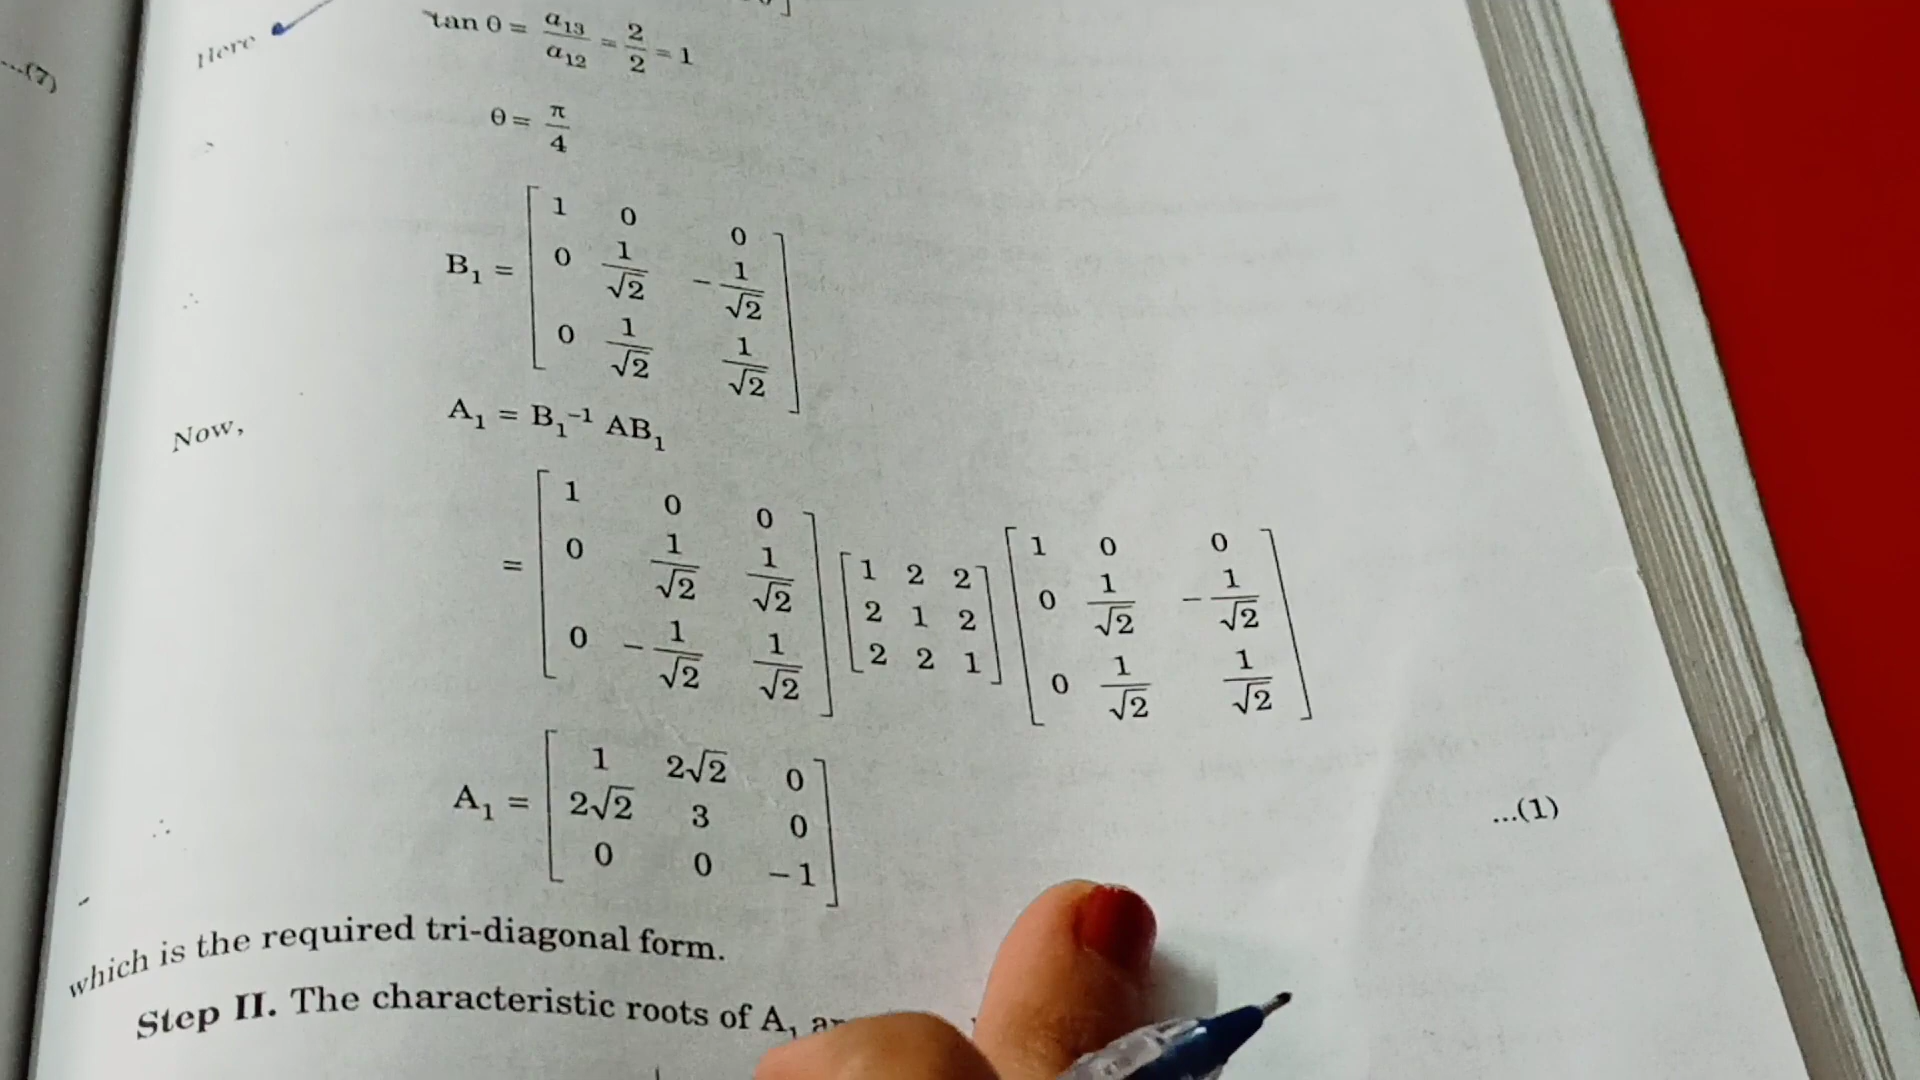 ...(7)
Here tan θ = a₁₃/a₁₂ = 2/2 = 1
θ = π/4
∴ B₁ = [1 0 0
0 1/√2 −1/√2
0 1/√2 1/√2]
Now, A₁ = B₁⁻¹ AB₁
= [1 0 0
0 1/√2 1/√2
0 −1/√2 1/√2] [1 2 2
2 1 2
2 2 1] [1 0 0
0 1/√2 −1/√2
0 1/√2 1/√2]
∴ A₁ = [1 2√2 0
2√2 3 0
0 0 −1] ...(1)
which is the required tri-diagonal form.
Step II. The characteristic roots of A₁